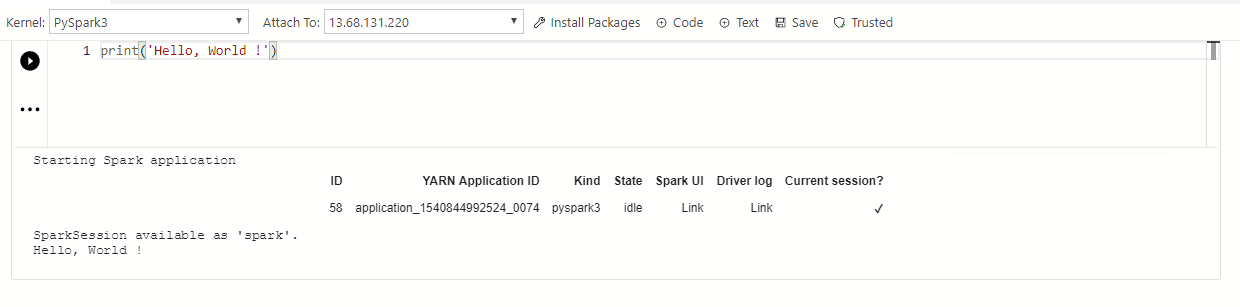 Kernel: PySpark3 Attach To: 13.68.131.220 Install Packages Code Text Save Trusted
1 print('Hello, World !')
Starting Spark application
ID YARN Application ID Kind State Spark UI Driver log Current session?
58 application_1540844992524_0074 pyspark3 idle Link Link ✓
SparkSession available as 'spark'.
Hello, World !